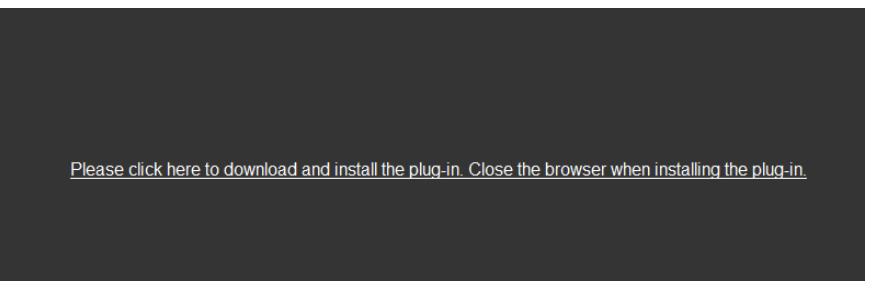 Please click here to download and install the plug-in. Close the browser when installing the plug-in.